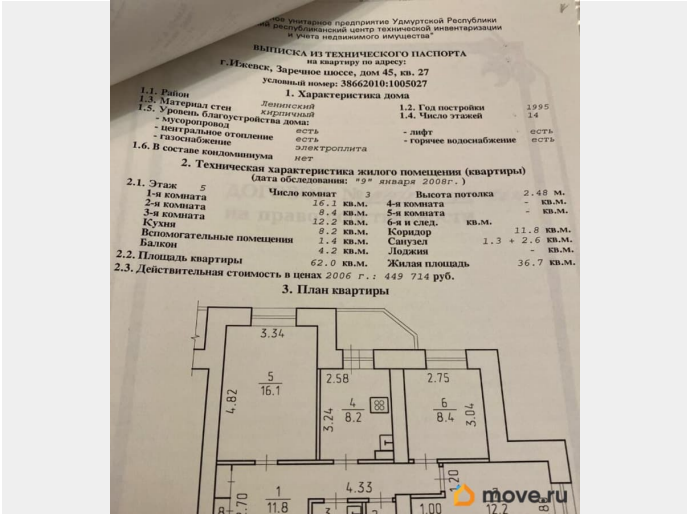 ное унитарное предприятие Удмуртской Республики
республиканский центр технической инвентаризации
и учета недвижимого имущества"
ВЫПИСКА ИЗ ТЕХНИЧЕСКОГО ПАСПОРТА
на квартиру по адресу:
г.Ижевск, Заречное шоссе, дом 45, кв. 27
условный номер: 38662010:1005027
1. Характеристика дома
1.1. Район Ленинский 1.2. Год постройки 1995
1.3. Материал стен кирпичный 1.4. Число этажей 14
1.5. Уровень благоустройства дома:
- мусоропровод есть - лифт есть
- центральное отопление есть - горячее водоснабжение есть
- газоснабжение электроплита
1.6. В составе кондоминиума нет
2. Техническая характеристика жилого помещения (квартиры)
(дата обследования: "9" января 2008г.)
2.1. Этаж 5 Число комнат 3 Высота потолка 2.48 м.
1-я комната 16.1 кв.м. 4-я комната - кв.м.
2-я комната 8.4 кв.м. 5-я комната - кв.м.
3-я комната 12.2 кв.м. 6-я и след. кв.м. -
Кухня 8.2 кв.м. Коридор 11.8 кв.м.
Вспомогательные помещения 1.4 кв.м. Санузел 1.3 + 2.6 кв.м.
Балкон 4.2 кв.м. Лоджия - кв.м.
2.2. Площадь квартиры 62.0 кв.м. Жилая площадь 36.7 кв.м.
2.3. Действительная стоимость в ценах 2006 г.: 449 714 руб.
3. План квартиры
3.34
5
16.1
4.82
2.58
4
8.2
3.24
2.75
6
8.4
3.04
1.20
4.33
1
11.8
.70
8
3
2
1.00
12.2
8
move.ru